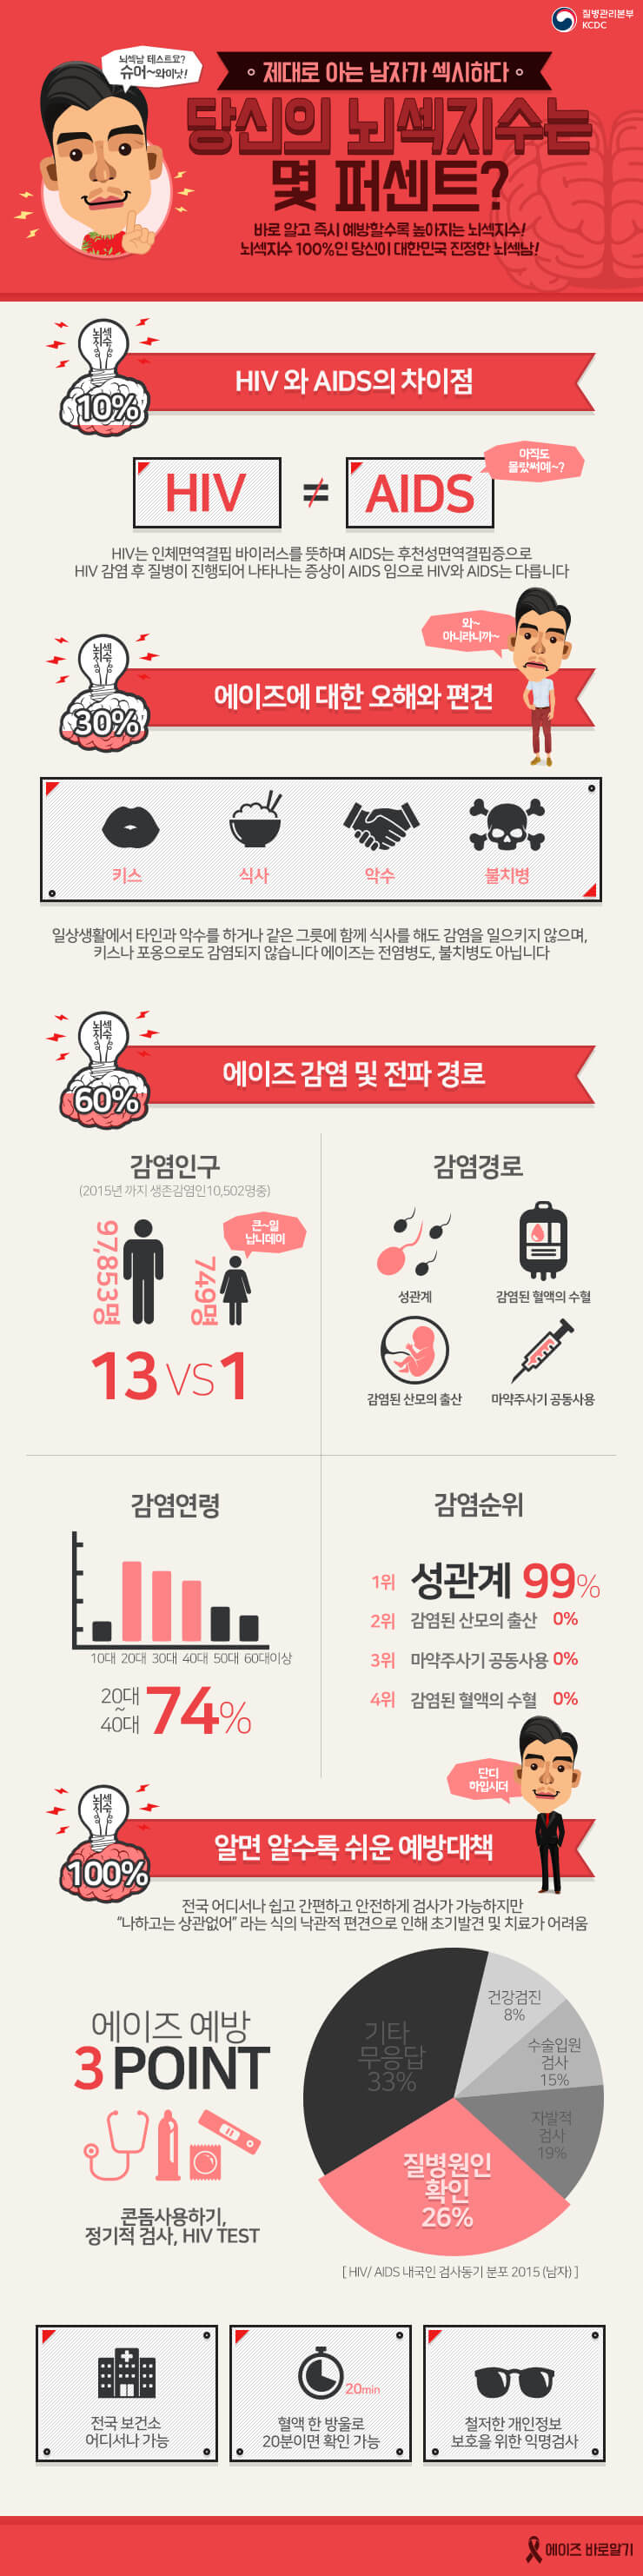 질병관리본부
KCDC
뇌섹남 테스트요?
슈어~와이낫!
제대로 아는 남자가 섹시하다
당신의 뇌섹지수는
몇 퍼센트?
바로 알고 즉시 예방할수록 높아지는 뇌섹지수!
뇌섹지수 100%인 당신이 대한민국 진정한 뇌섹남!
뇌섹
지수
10%
HIV 와 AIDS의 차이점
아직도
몰랐써예~?
HIV
≠
AIDS
HIV는 인체면역결핍 바이러스를 뜻하며 AIDS는 후천성면역결핍증으로
HIV 감염 후 질병이 진행되어 나타나는 증상이 AIDS 임으로 HIV와 AIDS는 다릅니다
와~
아니라니까~
뇌섹
지수
30%
에이즈에 대한 오해와 편견
키스
식사
악수
불치병
일상생활에서 타인과 악수를 하거나 같은 그릇에 함께 식사를 해도 감염을 일으키지 않으며,
키스나 포옹으로도 감염되지 않습니다 에이즈는 전염병도, 불치병도 아닙니다
뇌섹
지수
60%
에이즈 감염 및 전파 경로
감염인구
(2015년 까지 생존감염인10,502명중)
97,853명
749명
큰~일
납니데이
13 VS 1
감염경로
성관계
감염된 혈액의 수혈
감염된 산모의 출산
마약주사기 공동사용
감염연령
10대 20대 30대 40대 50대 60대이상
20대
~
40대
74%
감염순위
1위 성관계 99%
2위 감염된 산모의 출산 0%
3위 마약주사기 공동사용 0%
4위 감염된 혈액의 수혈 0%
단디
하입시더
뇌섹
지수
100%
알면 알수록 쉬운 예방대책
전국 어디서나 쉽고 간편하고 안전하게 검사가 가능하지만
"나하고는 상관없어" 라는 식의 낙관적 편견으로 인해 초기발견 및 치료가 어려움
에이즈 예방
3 POINT
콘돔사용하기,
정기적 검사, HIV TEST
기타
무응답
33%
건강검진
8%
수술입원
검사
15%
자발적
검사
19%
질병원인
확인
26%
[ HIV/ AIDS 내국인 검사동기 분포 2015 (남자) ]
전국 보건소
어디서나 가능
20min
혈액 한 방울로
20분이면 확인 가능
철저한 개인정보
보호을 위한 익명검사
에이즈 바로알기